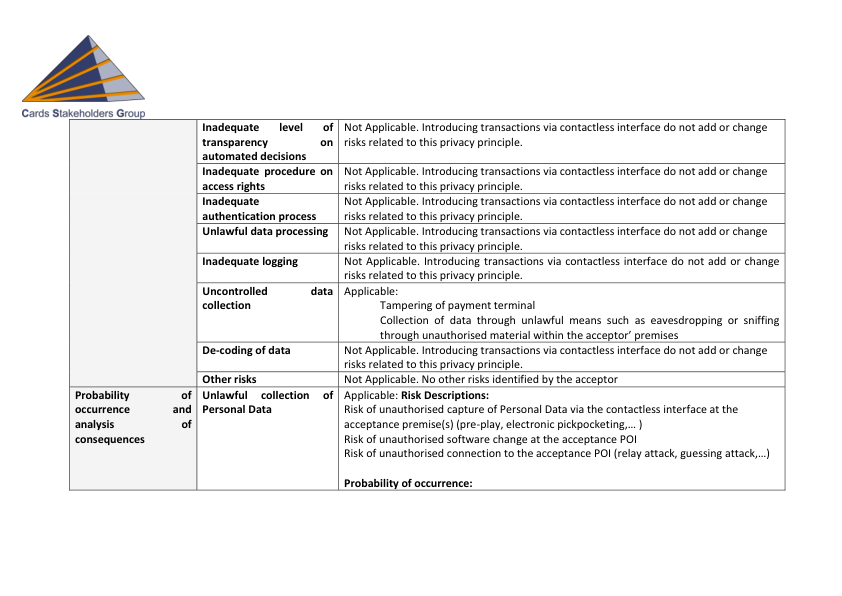 Cards Stakeholders Group
Inadequate level of
transparency on
automated decisions
Not Applicable. Introducing transactions via contactless interface do not add or change
risks related to this privacy principle.
Inadequate procedure on
access rights
Not Applicable. Introducing transactions via contactless interface do not add or change
risks related to this privacy principle.
Inadequate
authentication process
Not Applicable. Introducing transactions via contactless interface do not add or change
risks related to this privacy principle.
Unlawful data processing
Not Applicable. Introducing transactions via contactless interface do not add or change
risks related to this privacy principle.
Inadequate logging
Not Applicable. Introducing transactions via contactless interface do not add or change
risks related to this privacy principle.
Uncontrolled data
collection
Applicable:
Tampering of payment terminal
Collection of data through unlawful means such as eavesdropping or sniffing
through unauthorised material within the acceptor’ premises
De-coding of data
Not Applicable. Introducing transactions via contactless interface do not add or change
risks related to this privacy principle.
Other risks
Not Applicable. No other risks identified by the acceptor
Probability of
occurrence and
analysis of
consequences
Unlawful collection of
Personal Data
Applicable: Risk Descriptions:
Risk of unauthorised capture of Personal Data via the contactless interface at the
acceptance premise(s) (pre-play, electronic pickpocketing,… )
Risk of unauthorised software change at the acceptance POI
Risk of unauthorised connection to the acceptance POI (relay attack, guessing attack,…)
Probability of occurrence: